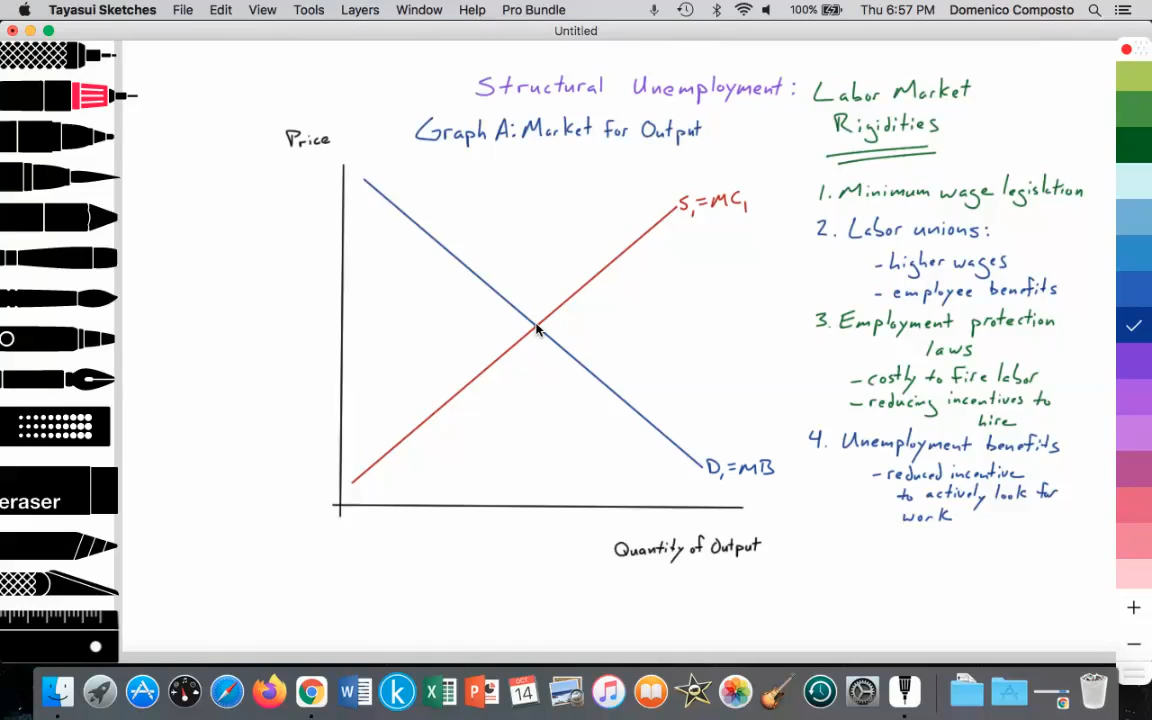 Tayasui Sketches File Edit View Tools Layers Window Help Pro Bundle 100% Thu 6:57 PM Domenico Composto
Untitled
Structural Unemployment: Labor Market
Rigidities
Graph A: Market for Output
Price
S₁=MC₁
D₁=MB
Quantity of Output
1. Minimum wage legislation
2. Labor unions:
- higher wages
- employee benefits
3. Employment protection
laws
- costly to fire labor
- reducing incentives to
hire
4. Unemployment benefits
- reduced incentive
to actively look for
work
eraser
OCT
14